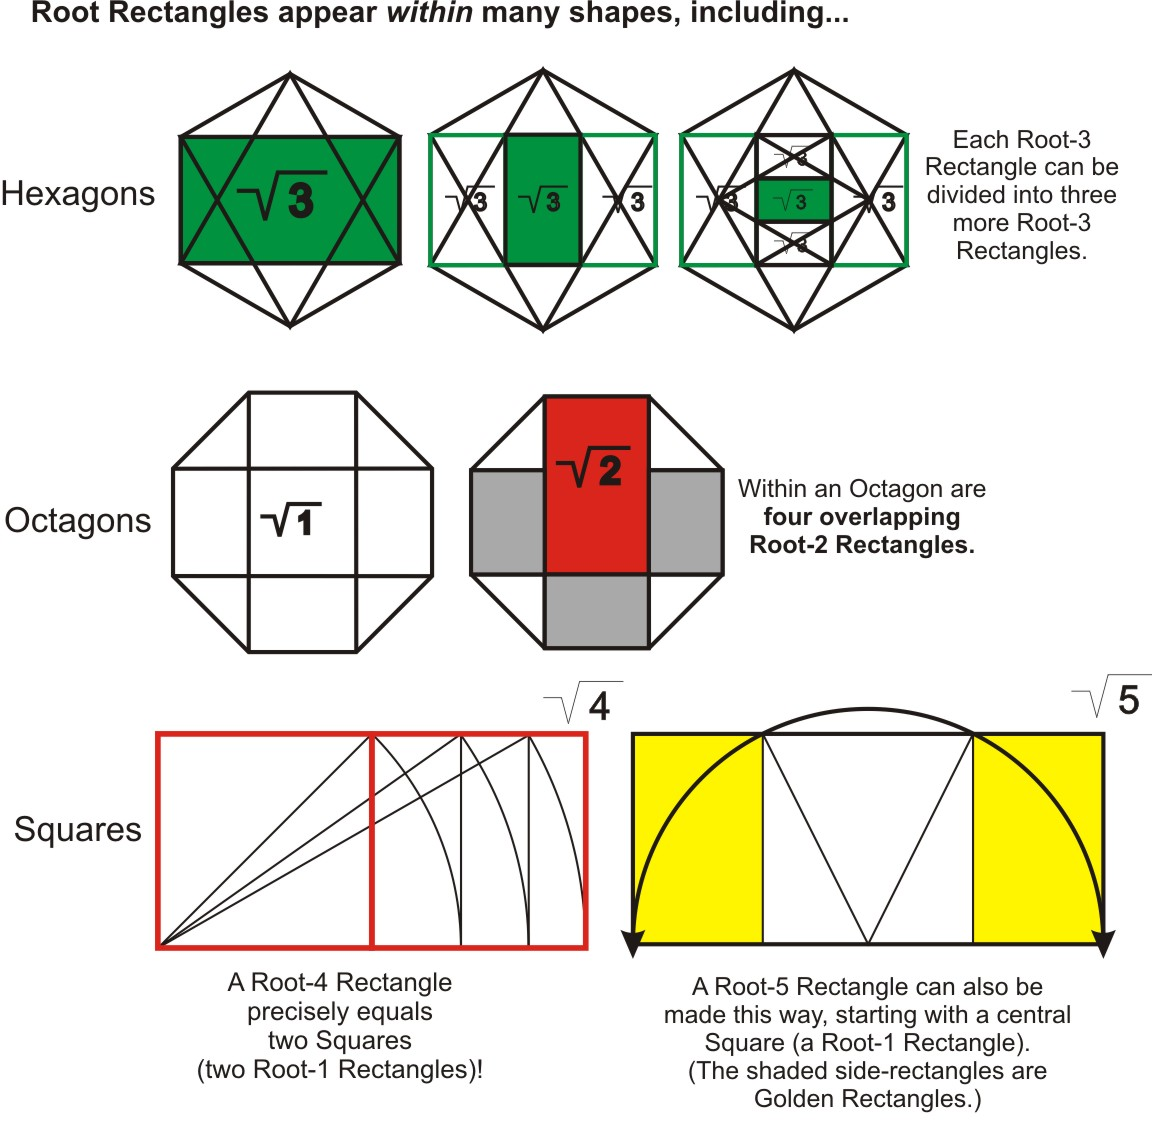 Root Rectangles appear within many shapes, including...
Hexagons
√3
√3
√3
√3
√3
√3
√3
√3
√3
Each Root-3
Rectangle can be
divided into three
more Root-3
Rectangles.
Octagons
√1
√2
Within an Octagon are
four overlapping
Root-2 Rectangles.
Squares
√4
√5
A Root-4 Rectangle
precisely equals
two Squares
(two Root-1 Rectangles)!
A Root-5 Rectangle can also be
made this way, starting with a central
Square (a Root-1 Rectangle).
(The shaded side-rectangles are
Golden Rectangles.)